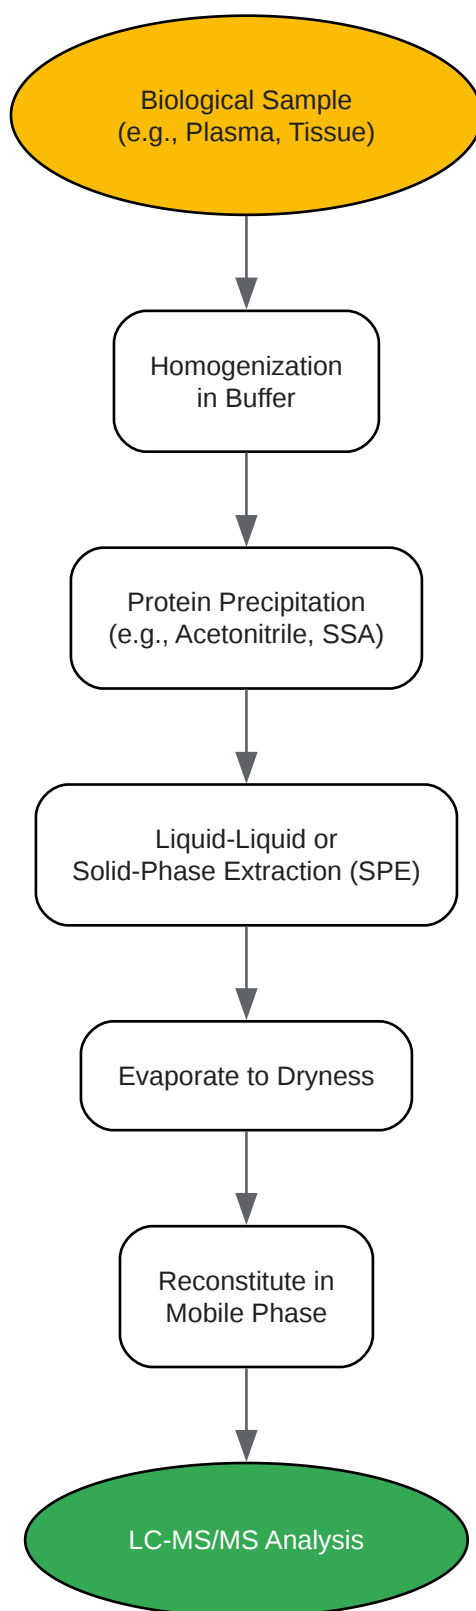 Biological Sample
(e.g., Plasma, Tissue)
Homogenization
in Buffer
Protein Precipitation
(e.g., Acetonitrile, SSA)
Liquid-Liquid or
Solid-Phase Extraction (SPE)
Evaporate to Dryness
Reconstitute in
Mobile Phase
LC-MS/MS Analysis